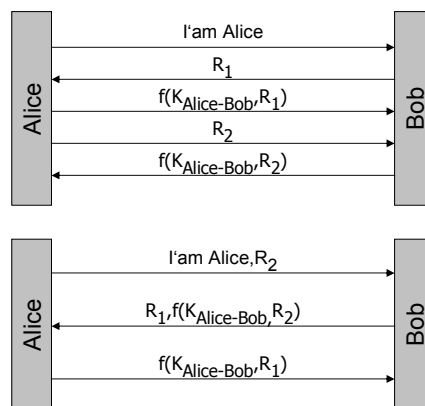 I'am Alice
R1
f(KAlice-Bob,R1)
R2
f(KAlice-Bob,R2)
Alice
Bob
I'am Alice,R2
R1,f(KAlice-Bob,R2)
f(KAlice-Bob,R1)
Alice
Bob